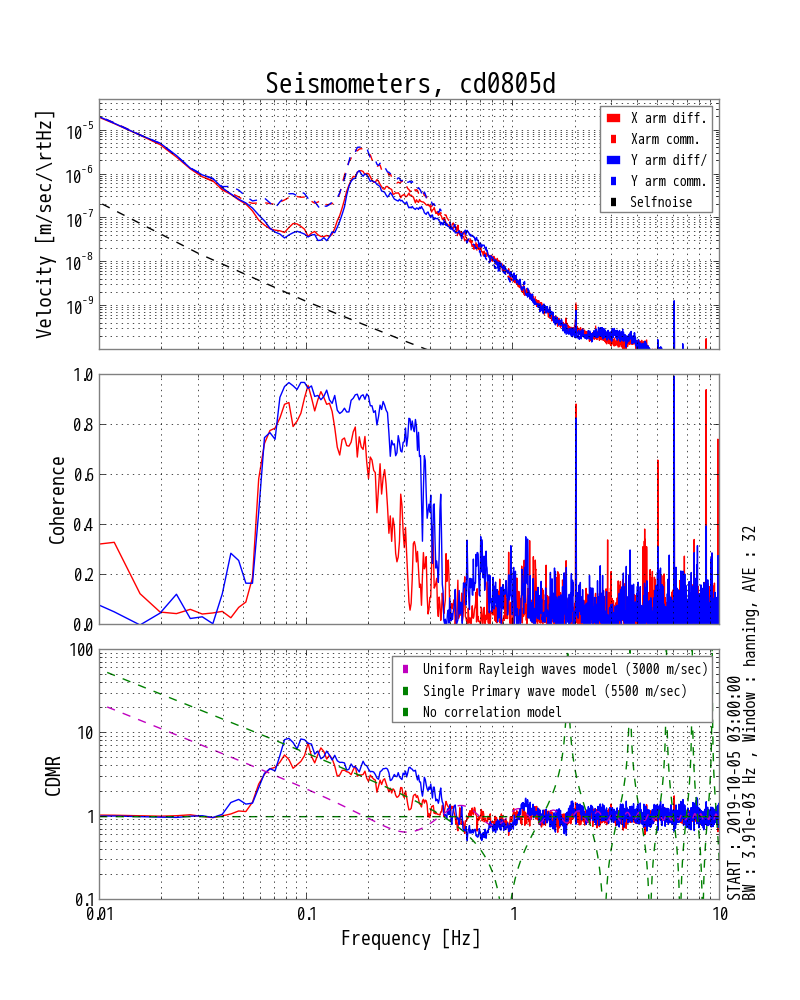 Seismometers, cd0805d
Velocity [m/sec/\rtHz]
10^-5
10^-6
10^-7
10^-8
10^-9
X arm diff.
Xarm comm.
Y arm diff/
Y arm comm.
Selfnoise
Coherence
1.0
0.8
0.6
0.4
0.2
0.0
CDMR
100
10
1
0.1
Uniform Rayleigh waves model (3000 m/sec)
Single Primary wave model (5500 m/sec)
No correlation model
0.01
0.1
1
10
Frequency [Hz]
START : 2019-10-05 03:00:00
BW : 3.91e-03 Hz , Window : hanning, AVE : 32